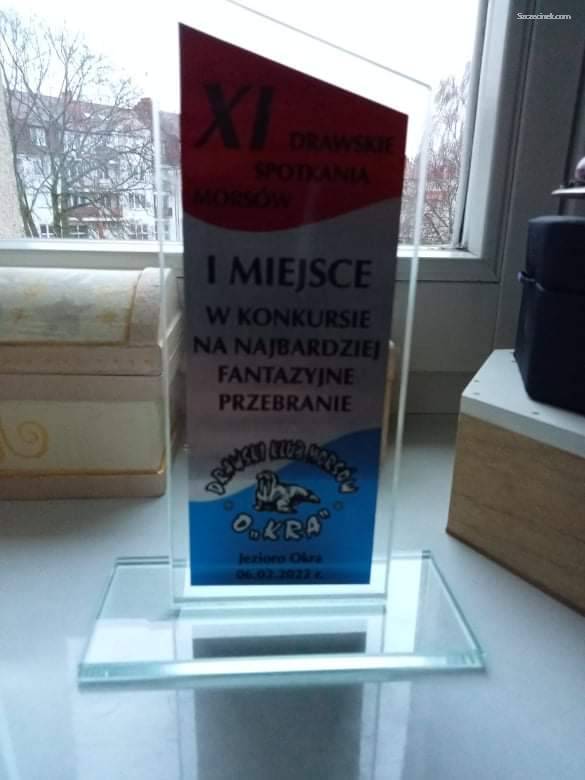 Szczecinek.com
XI DRAWSKIE
SPOTKANIA
MORSÓW
I MIEJSCE
W KONKURSIE
NA NAJBARDZIEJ
FANTAZYJNE
PRZEBRANIE
DRAWSKI KLUB MORSÓW
O„KRA"
Jezioro Okra
06.02.2022 r.